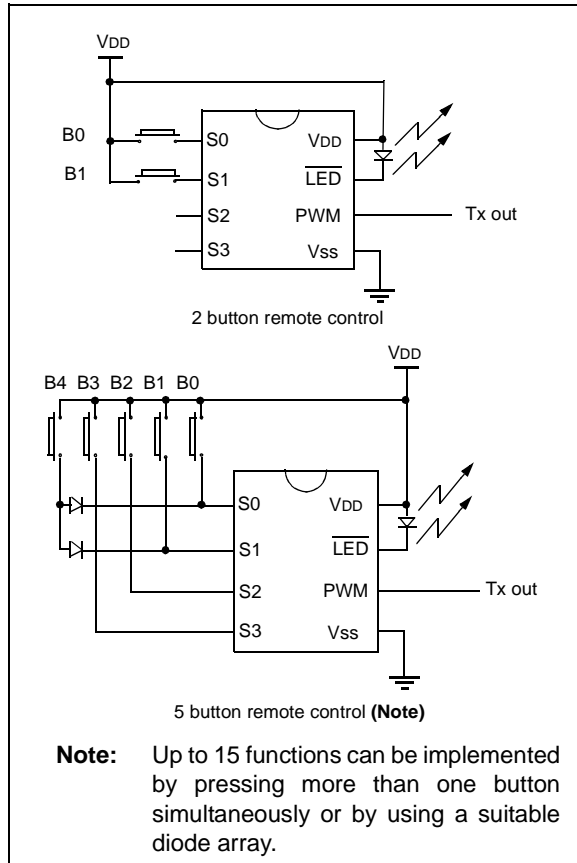 VDD
B0
B1
S0
S1
S2
S3
VDD
LED
PWM
Vss
Tx out
2 button remote control
VDD
B4 B3 B2 B1 B0
S0
S1
S2
S3
VDD
LED
PWM
Vss
Tx out
5 button remote control (Note)
Note: Up to 15 functions can be implemented
by pressing more than one button
simultaneously or by using a suitable
diode array.